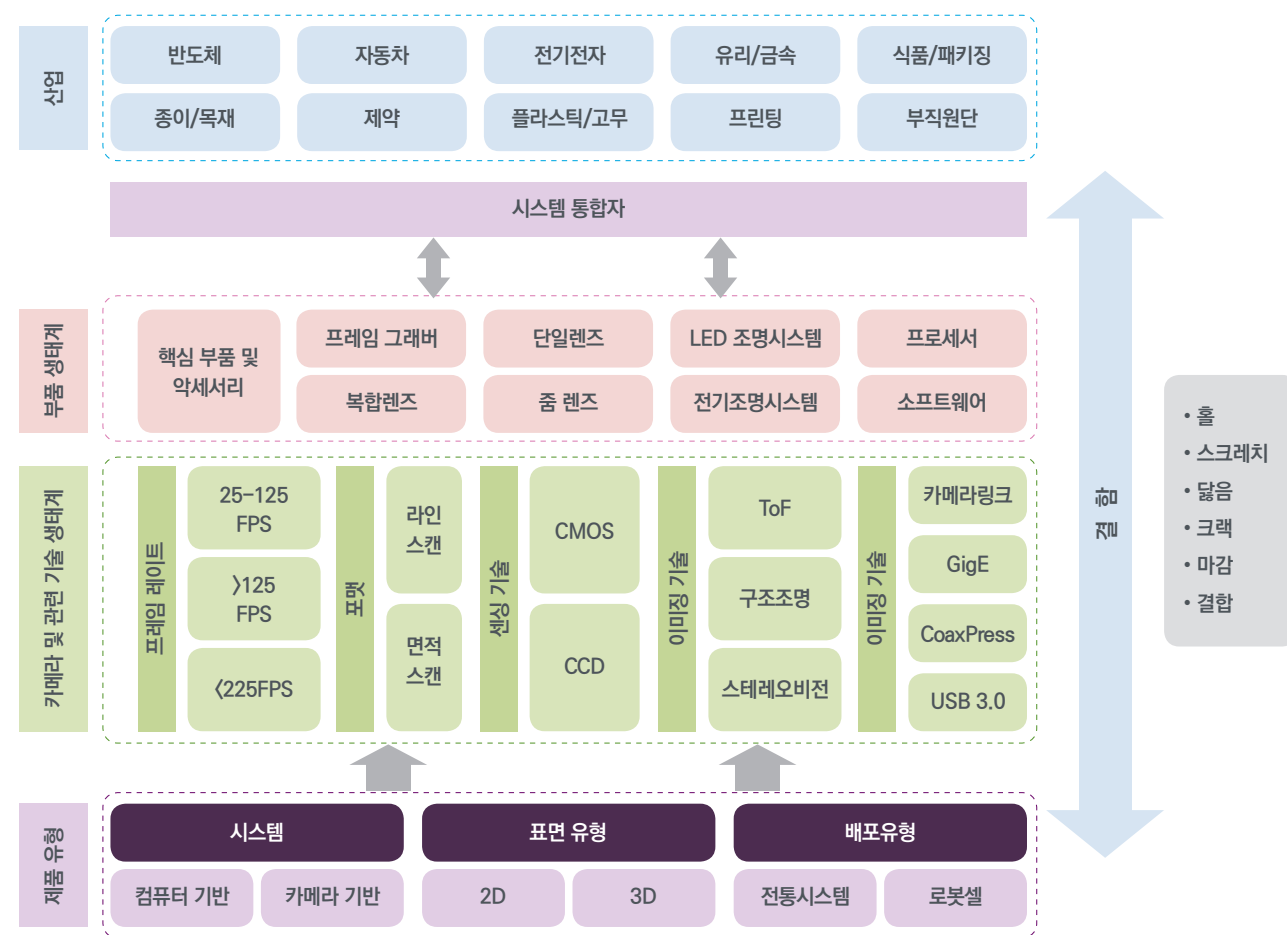 산업
반도체
자동차
전기전자
유리/금속
식품/패키징
종이/목재
제약
플라스틱/고무
프린팅
부직원단
시스템 통합자
부품 생태계
핵심 부품 및
악세서리
프레임 그래버
단일렌즈
LED 조명시스템
프로세서
복합렌즈
줌 렌즈
전기조명시스템
소프트웨어
카메라 및 관련 기술 생태계
프레임 레이트
25-125
FPS
>125
FPS
<225FPS
포맷
라인
스캔
면적
스캔
센싱 기술
CMOS
CCD
이미징 기술
ToF
구조조명
스테레오비전
이미징 기술
카메라링크
GigE
CoaxPress
USB 3.0
제품 유형
시스템
표면 유형
배포유형
컴퓨터 기반
카메라 기반
2D
3D
전통시스템
로봇셀
결 함
• 홀
• 스크레치
• 닳음
• 크랙
• 마감
• 결합